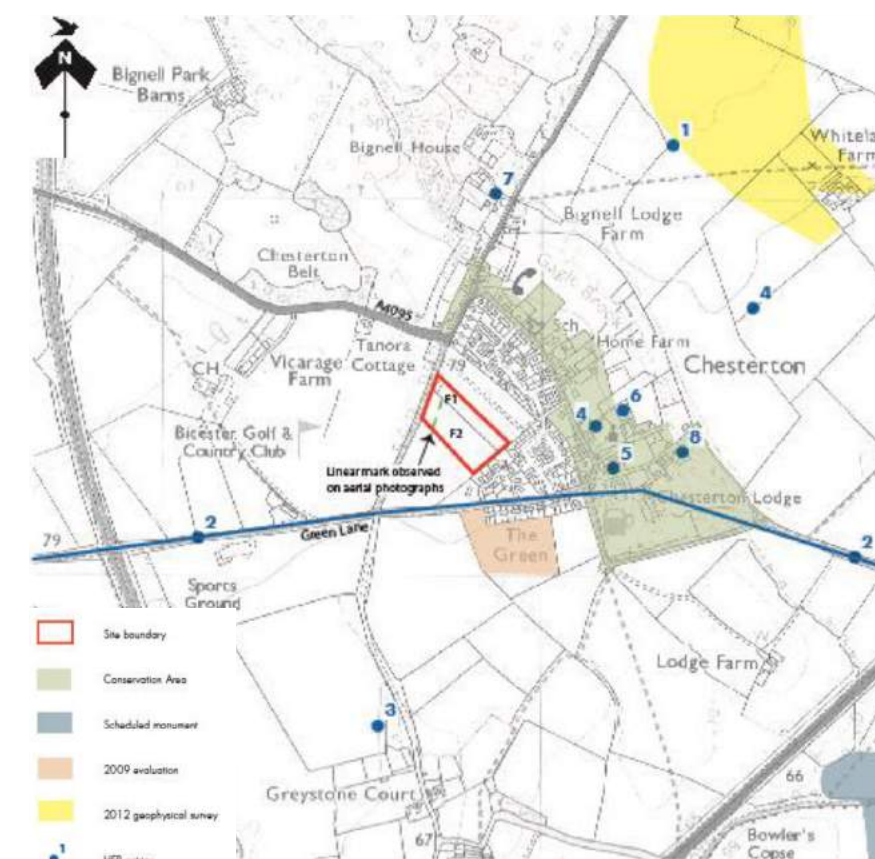 N
Bignell Park
Barns
Bignell House
7
1
Whitela
Farm
Bignell Lodge
Farm
Chesterton
Belt
4
A4095
Sch
Home Farm
Tanora
Cottage
79
Vicarage
Farm
CH
Chesterton
F1
F2
4
6
Bicester Golf &
Country Club
5
8
Linear mark observed
on aerial photographs
Chesterton Lodge
79
2
Green Lane
The
Green
2
Sports
Ground
Site boundary
Conservation Area
Scheduled monument
2009 evaluation
2012 geophysical survey
1
Lodge Farm
3
Greystone Court
66
67
Bowler's
Copse